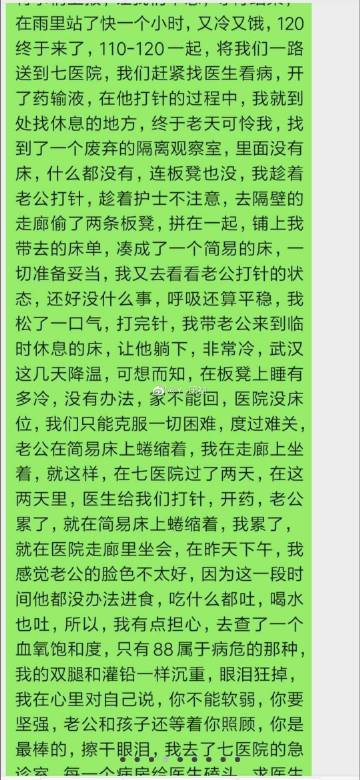 在雨里站了快一个小时，又冷又饿，120
终于来了，110-120一起，将我们一路
送到七医院，我们赶紧找医生看病，开
了药输液，在他打针的过程中，我就到
处找休息的地方，终于老天可怜我，找
到了一个废弃的隔离观察室，里面没有
床，什么都没有，连板凳也没，我趁着
老公打针，趁着护士不注意，去隔壁的
走廊偷了两条板凳，拼在一起，铺上我
带去的床单，凑成了一个简易的床，一
切准备妥当，我又去看看老公打针的状
态，还好没什么事，呼吸还算平稳，我
松了一口气，打完针，我带老公来到临
时休息的床，让他躺下，非常冷，武汉
这几天降温，可想而知，在板凳上睡有
多冷，没有办法，家不能回，医院没床
位，我们只能克服一切困难，度过难关，
老公在简易床上蜷缩着，我在走廊上坐
着，就这样，在七医院过了两天，在这
两天里，医生给我们打针，开药，老公
累了，就在简易床上蜷缩着，我累了，
就在医院走廊里坐会，在昨天下午，我
感觉老公的脸色不太好，因为这一段时
间他都没办法进食，吃什么都吐，喝水
也吐，所以，我有点担心，去查了一个
血氧饱和度，只有88属于病危的那种，
我的双腿和灌铅一样沉重，眼泪狂掉，
我在心里对自己说，你不能软弱，你要
坚强，老公和孩子还等着你照顾，你是
最棒的，擦干眼泪，我去了七医院的急
诊室，每一个病房给医生磕头，求医生